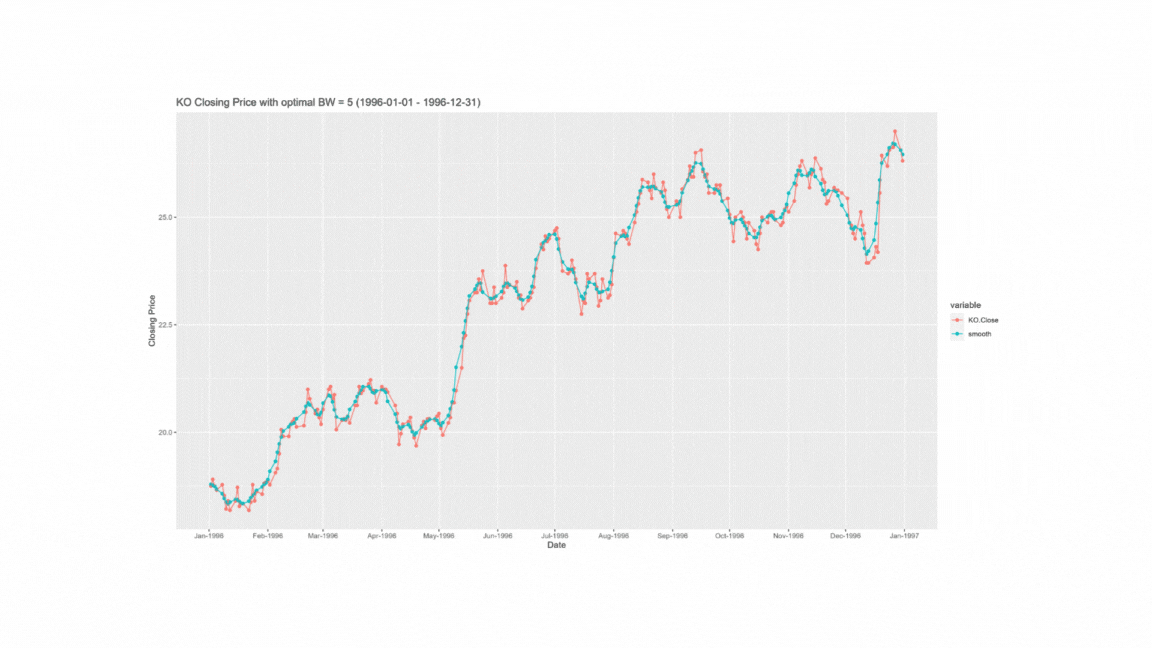 KO Closing Price with optimal BW = 5 (1996-01-01 - 1996-12-31)
Closing Price
25.0
22.5
20.0
Jan-1996 Feb-1996 Mar-1996 Apr-1996 May-1996 Jun-1996 Jul-1996 Aug-1996 Sep-1996 Oct-1996 Nov-1996 Dec-1996 Jan-1997
Date
variable
KO.Close
smooth